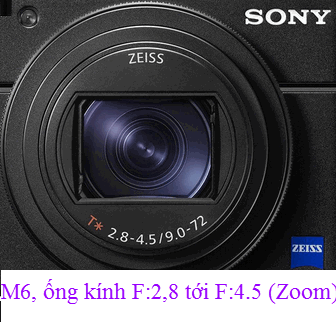 SONY
ZEISS
T* 2.8-4.5/9.0-72
ZEISS
M6, ống kính F:2,8 tới F:4.5 (Zoom)